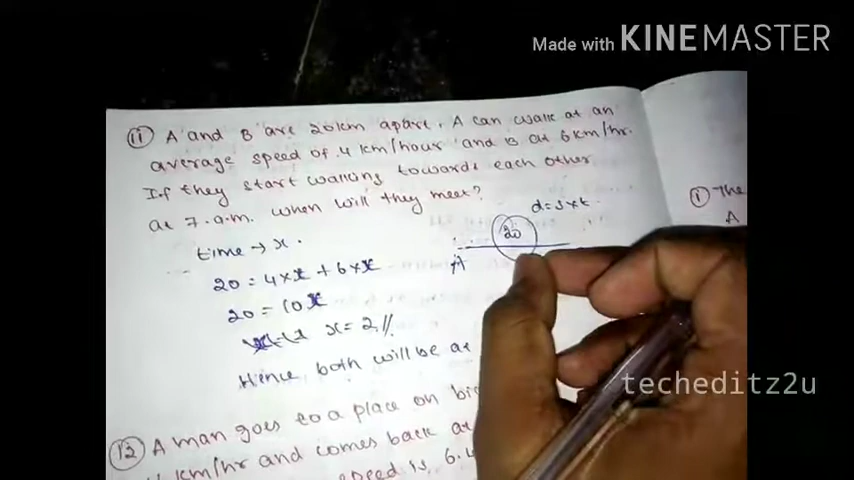 Made with KINEMASTER
11 A and B are 20km apart. A can walk at an
average speed of 4 km/hour and B at 6km/hr.
If they start walking towards each other
at 7.a.m. when will they meet?
d=s×t.
time → x.
20
A
20 = 4×x + 6×x
20 = 10x
x = 2 //
Hence both will be at
12 A man goes to a place on
km/hr and comes back at
speed is 6.4
1 The
A
techeditz2u